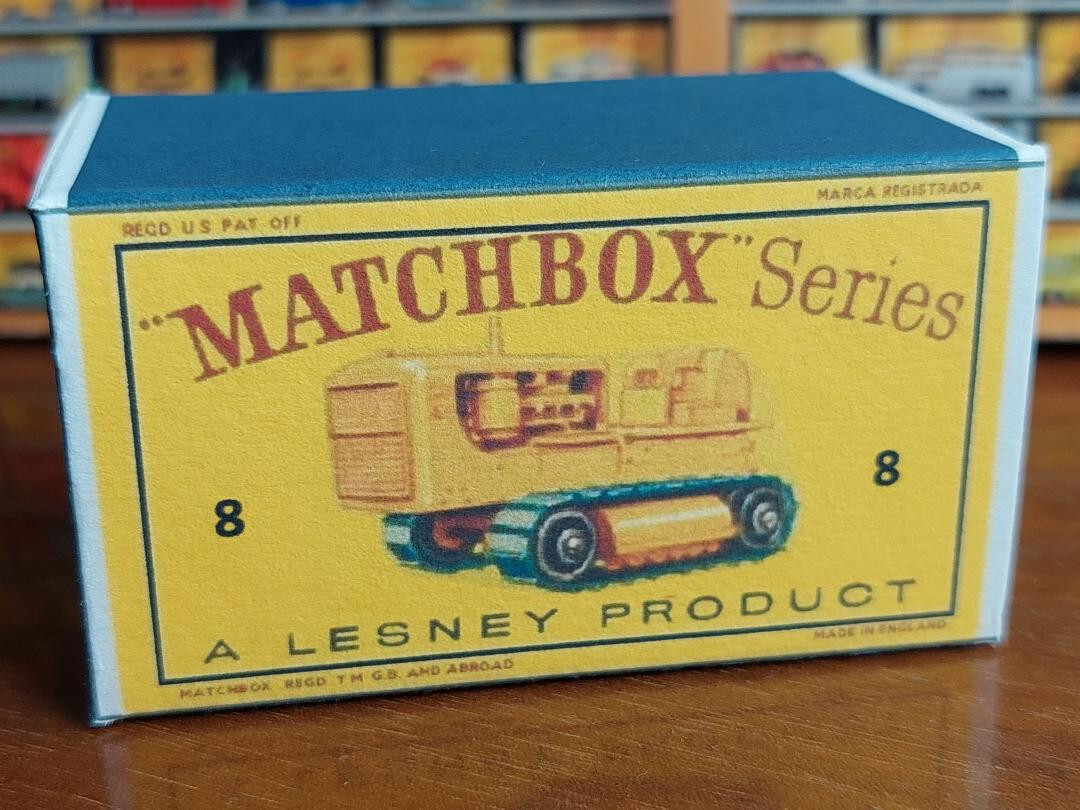 REGD U S PAT OFF
MARCA REGISTRADA
"MATCHBOX" Series
8
8
A LESNEY PRODUCT
MADE IN ENGLAND
MATCHBOX REGD T M G.B. AND ABROAD